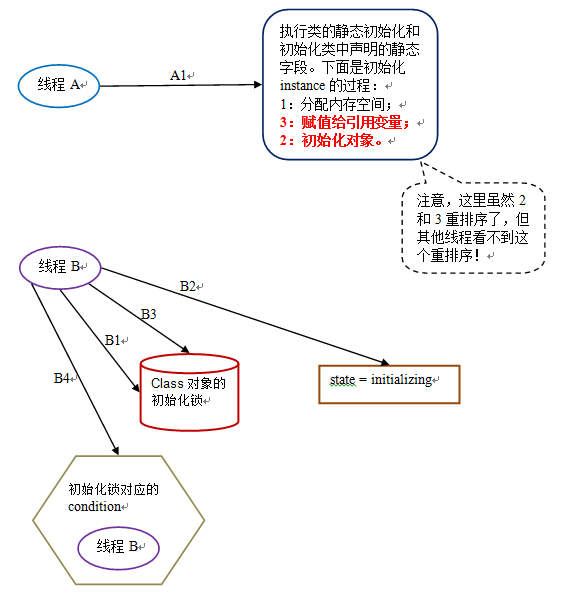 执行类的静态初始化和
初始化类中声明的静态
字段。下面是初始化
instance 的过程：
1：分配内存空间；
3：赋值给引用变量；
2：初始化对象。
线程 A
A1
注意，这里虽然 2
和 3 重排序了，但
其他线程看不到这
个重排序！
线程 B
B2
B3
B1
B4
Class 对象的
初始化锁
state = initializing
初始化锁对应的
condition
线程 B